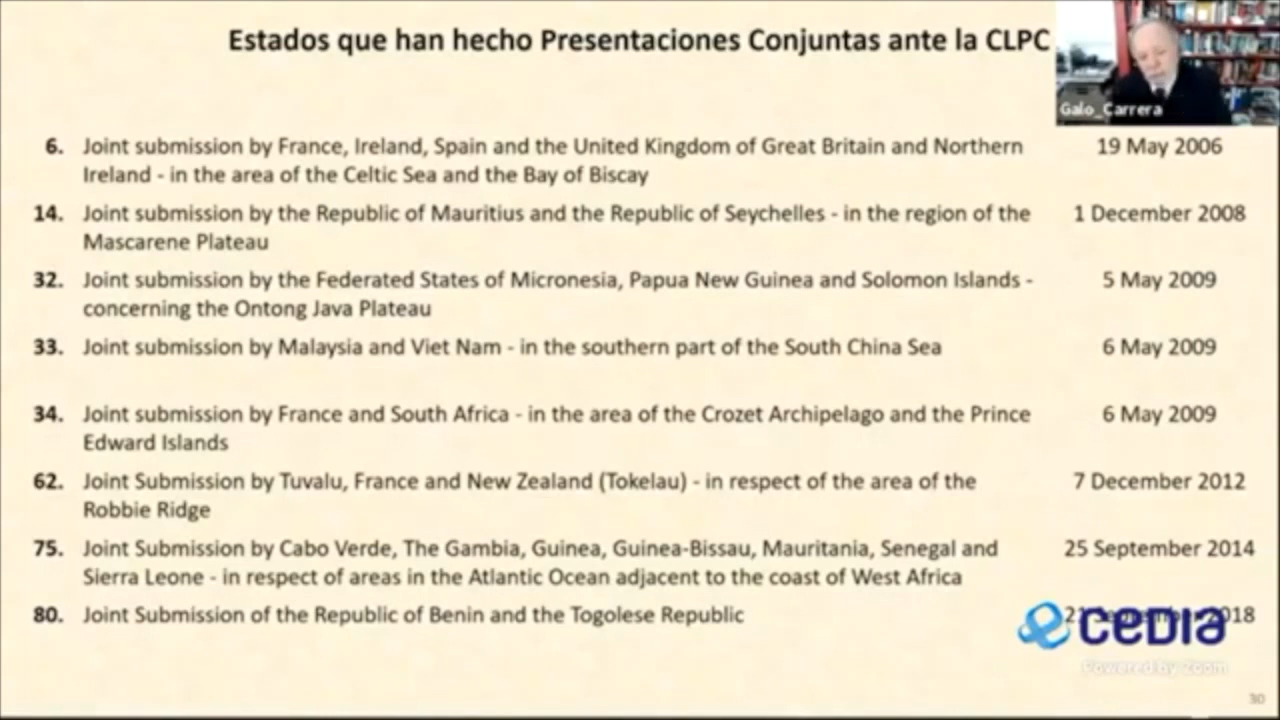 Estados que han hecho Presentaciones Conjuntas ante la CLPC
Galo_Carrera
6. Joint submission by France, Ireland, Spain and the United Kingdom of Great Britain and Northern 19 May 2006
Ireland - in the area of the Celtic Sea and the Bay of Biscay
14. Joint submission by the Republic of Mauritius and the Republic of Seychelles - in the region of the 1 December 2008
Mascarene Plateau
32. Joint submission by the Federated States of Micronesia, Papua New Guinea and Solomon Islands - 5 May 2009
concerning the Ontong Java Plateau
33. Joint submission by Malaysia and Viet Nam - in the southern part of the South China Sea 6 May 2009
34. Joint submission by France and South Africa - in the area of the Crozet Archipelago and the Prince 6 May 2009
Edward Islands
62. Joint Submission by Tuvalu, France and New Zealand (Tokelau) - in respect of the area of the 7 December 2012
Robbie Ridge
75. Joint Submission by Cabo Verde, The Gambia, Guinea, Guinea-Bissau, Mauritania, Senegal and 25 September 2014
Sierra Leone - in respect of areas in the Atlantic Ocean adjacent to the coast of West Africa
80. Joint Submission of the Republic of Benin and the Togolese Republic 2018
CEDIA
Powered by Zoom
30